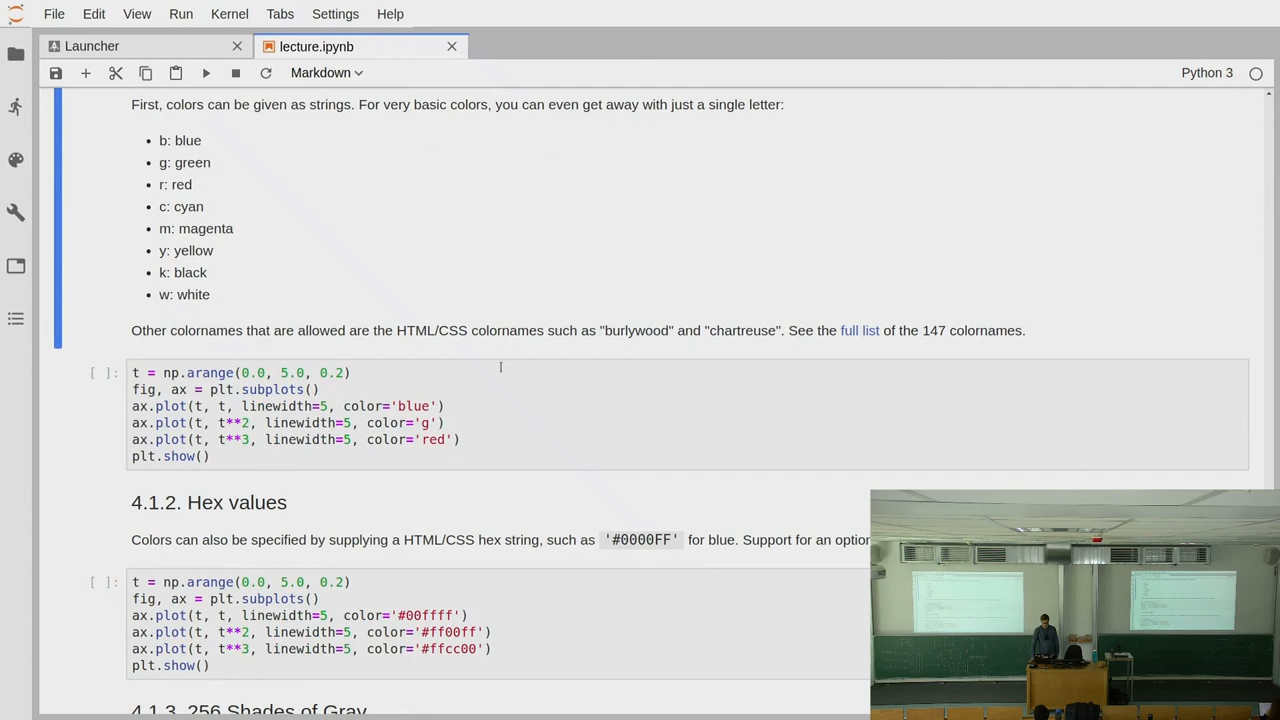 File Edit View Run Kernel Tabs Settings Help
Launcher
lecture.ipynb
Markdown
Python 3
First, colors can be given as strings. For very basic colors, you can even get away with just a single letter:
• b: blue
• g: green
• r: red
• c: cyan
• m: magenta
• y: yellow
• k: black
• w: white
Other colornames that are allowed are the HTML/CSS colornames such as "burlywood" and "chartreuse". See the full list of the 147 colornames.
[ ]:
t = np.arange(0.0, 5.0, 0.2)
fig, ax = plt.subplots()
ax.plot(t, t, linewidth=5, color='blue')
ax.plot(t, t**2, linewidth=5, color='g')
ax.plot(t, t**3, linewidth=5, color='red')
plt.show()
4.1.2. Hex values
Colors can also be specified by supplying a HTML/CSS hex string, such as '#0000FF' for blue. Support for an option
[ ]:
t = np.arange(0.0, 5.0, 0.2)
fig, ax = plt.subplots()
ax.plot(t, t, linewidth=5, color='#00ffff')
ax.plot(t, t**2, linewidth=5, color='#ff00ff')
ax.plot(t, t**3, linewidth=5, color='#ffcc00')
plt.show()
4.1.3. 256 Shades of Gray